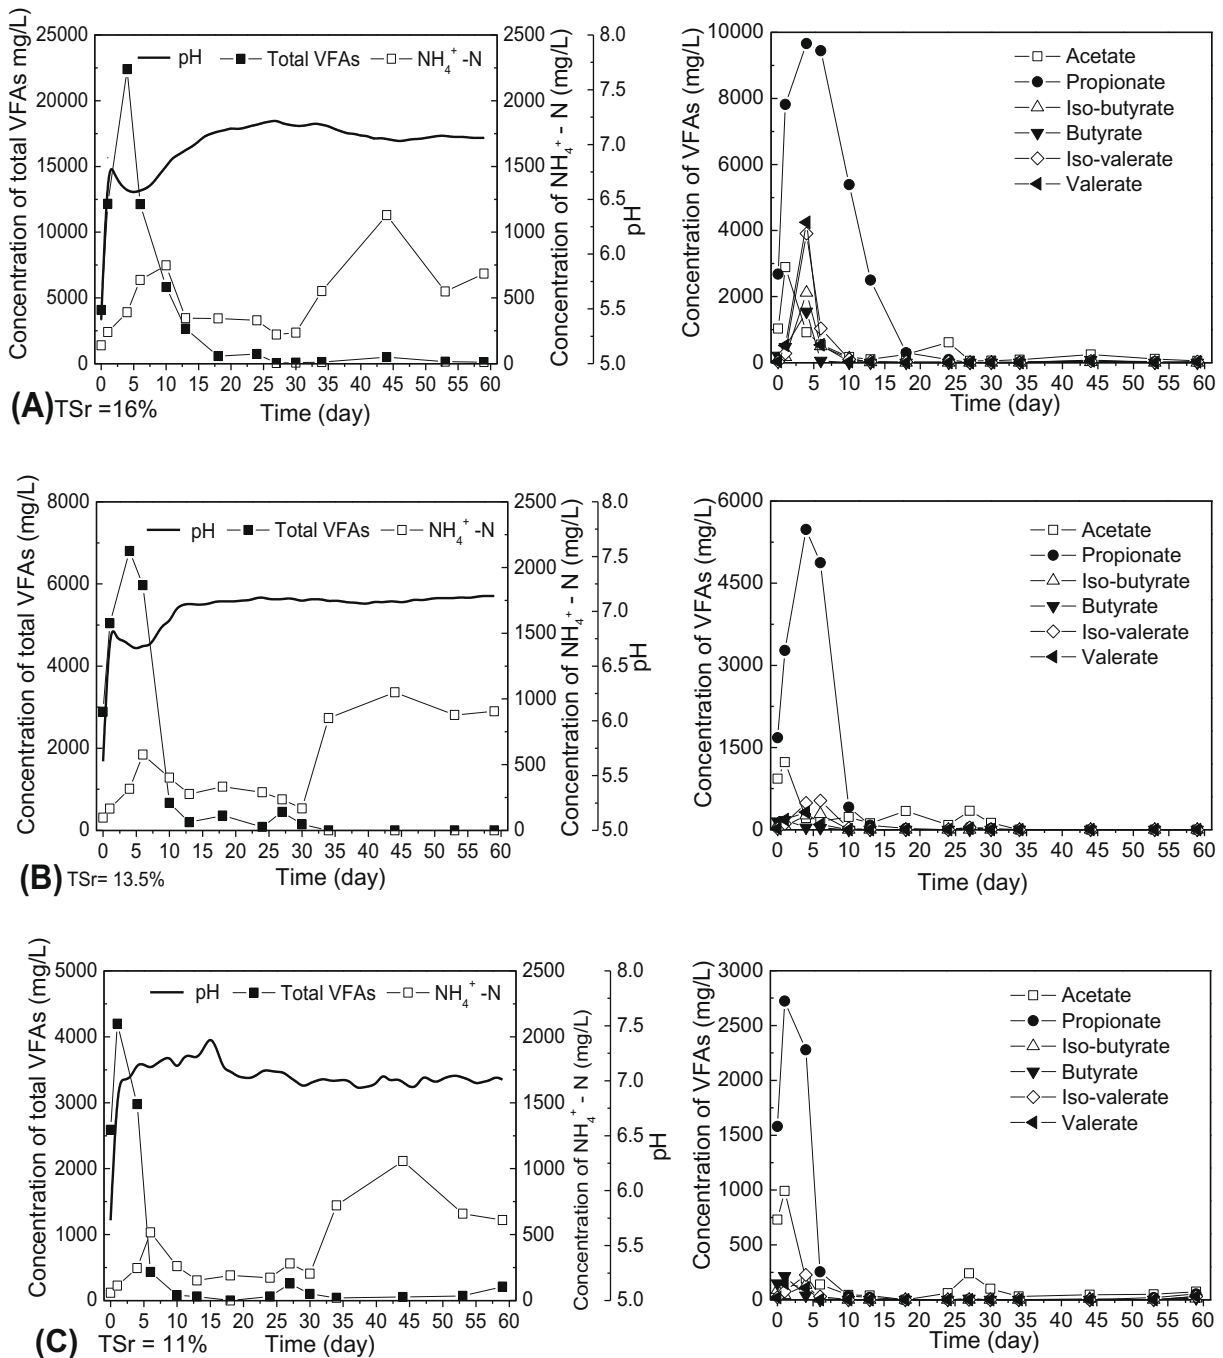 Concentration of total VFAs mg/L)
25000
20000
15000
10000
5000
0
pH
Total VFAs
NH4+ -N
2500
2000
1500
1000
500
0
Concentration of NH4+ - N (mg/L)
8.0
7.5
7.0
6.5
6.0
5.5
5.0
pH
0 5 10 15 20 25 30 35 40 45 50 55 60
(A) TSr =16%
Time (day)
Concentration of VFAs (mg/L)
10000
8000
6000
4000
2000
0
Acetate
Propionate
Iso-butyrate
Butyrate
Iso-valerate
Valerate
0 5 10 15 20 25 30 35 40 45 50 55 60
Time (day)
Concentration of total VFAs (mg/L)
8000
6000
4000
2000
0
pH
Total VFAs
NH4+ -N
2500
2000
1500
1000
500
0
Concentration of NH4+ - N (mg/L)
8.0
7.5
7.0
6.5
6.0
5.5
5.0
pH
0 5 10 15 20 25 30 35 40 45 50 55 60
(B) TSr= 13.5%
Time (day)
Concentration of VFAs (mg/L)
6000
4500
3000
1500
0
Acetate
Propionate
Iso-butyrate
Butyrate
Iso-valerate
Valerate
0 5 10 15 20 25 30 35 40 45 50 55 60
Time (day)
Concentration of total VFAs (mg/L)
5000
4000
3000
2000
1000
0
pH
Total VFAs
NH4+ -N
2500
2000
1500
1000
500
0
Concentration of NH4+ - N (mg/L)
8.0
7.5
7.0
6.5
6.0
5.5
5.0
pH
0 5 10 15 20 25 30 35 40 45 50 55 60
(C) TSr = 11%
Time (day)
Concentration of VFAs (mg/L)
3000
2500
2000
1500
1000
500
0
Acetate
Propionate
Iso-butyrate
Butyrate
Iso-valerate
Valerate
0 5 10 15 20 25 30 35 40 45 50 55 60
Time (day)